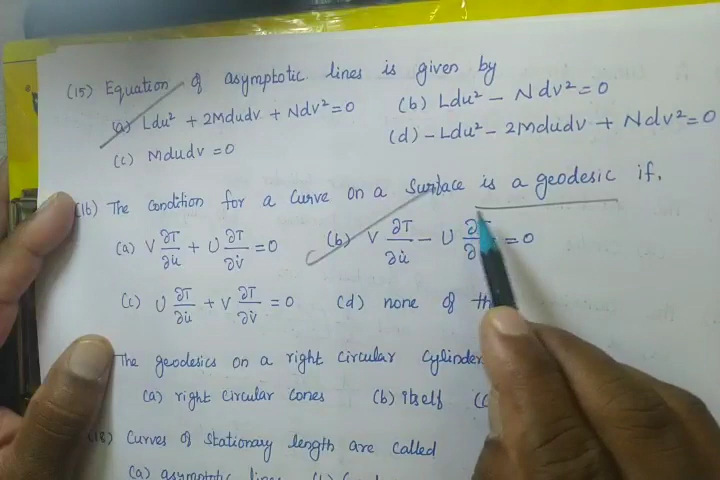 (15) Equation of asymptotic lines is given by
(a) Ldu² + 2Mdudv + Ndv² = 0 (b) Ldu² - Ndv² = 0
(c) Mdudv = 0 (d) -Ldu² - 2Mdudv + Ndv² = 0
(16) The condition for a curve on a surface is a geodesic if.
(a) V ∂T/∂u̇ + U ∂T/∂v̇ = 0 (b) V ∂T/∂u̇ - U = 0
(c) U ∂T/∂u̇ + V ∂T/∂v̇ = 0 (d) none of
The geodesics on a right circular cylinder
(a) right circular cones (b) itself (c
(18) Curves of stationary length are called
(a) asymptotic lines